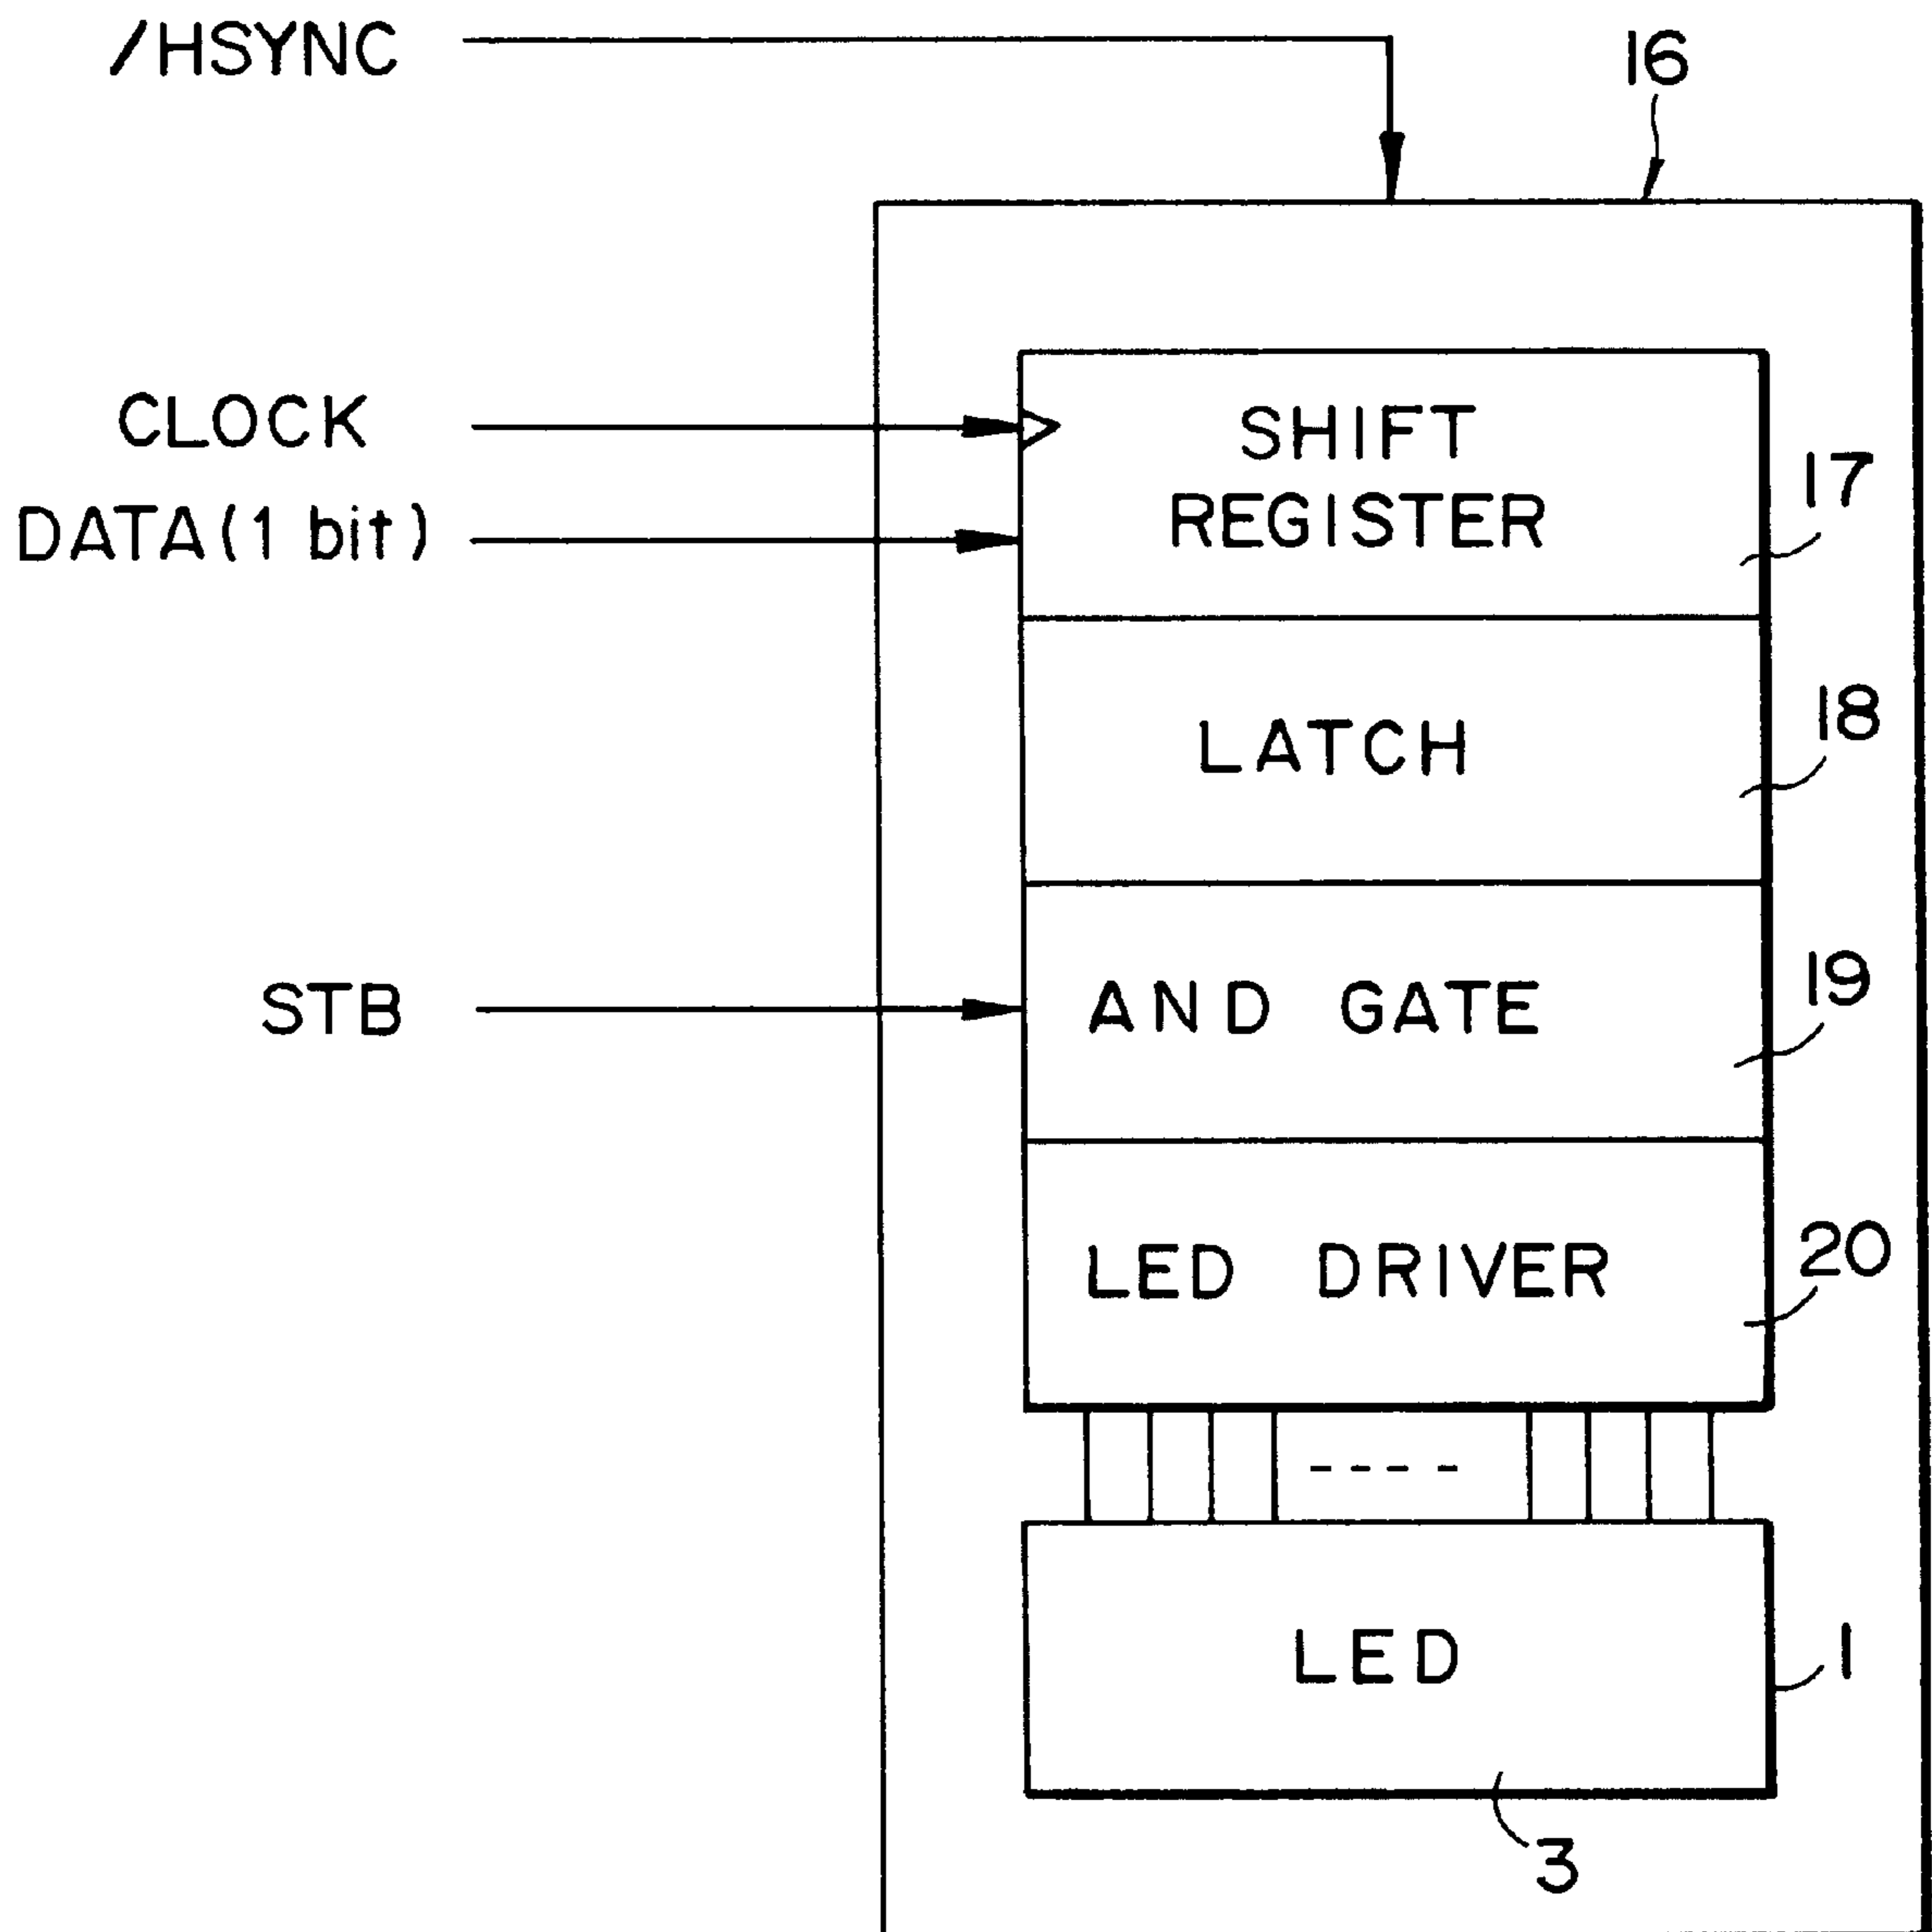 /HSYNC
16
CLOCK
DATA(1 bit)
SHIFT
REGISTER
17
LATCH
18
STB
AND GATE
19
LED DRIVER
20
----
LED
1
3